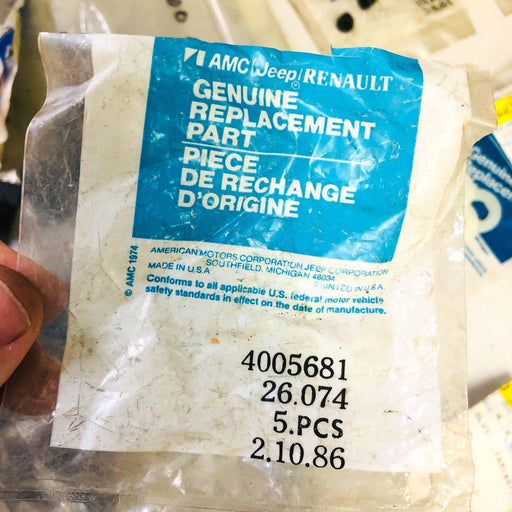 AMC Jeep RENAULT
GENUINE
REPLACEMENT
PART
PIECE
DE RECHANGE
D'ORIGINE
© AMC 1974
AMERICAN MOTORS CORPORATION JEEP CORPORATION
SOUTHFIELD, MICHIGAN 48034
MADE IN U.S.A. PRINTED IN U.S.A.
Conforms to all applicable U.S. federal motor vehicle
safety standards in effect on the date of manufacture.
4005681
26.074
5.PCS
2.10.86
Genuine